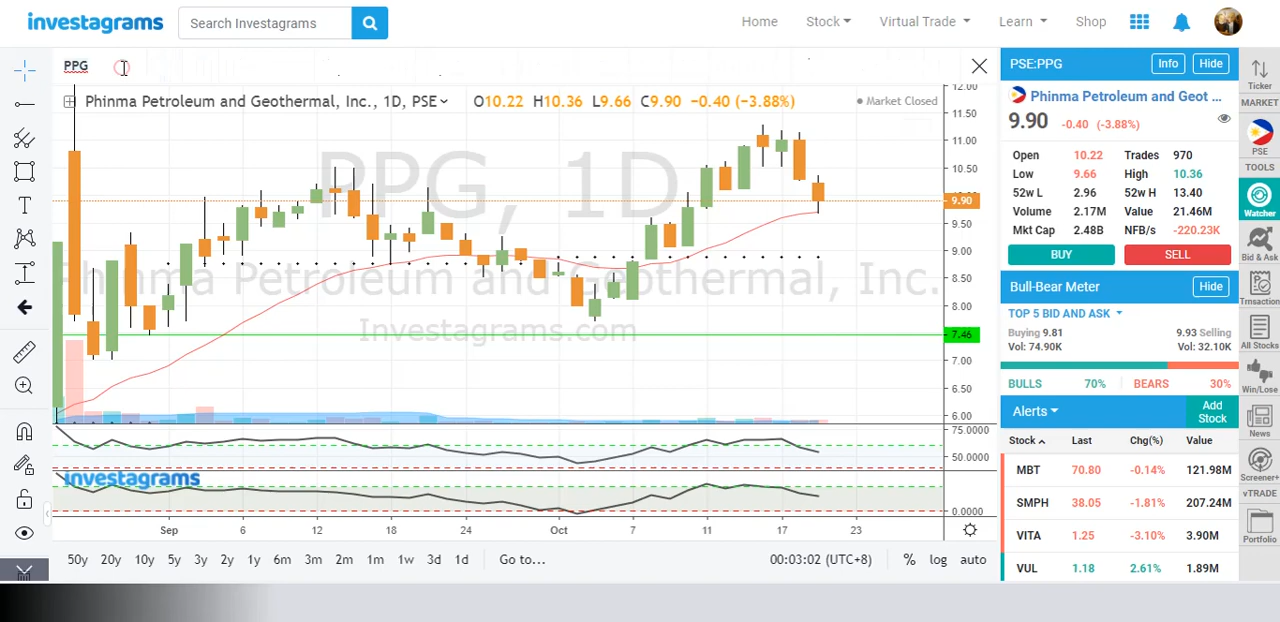 investagrams
Search Investagrams
Home Stock Virtual Trade Learn Shop
PPG
Phinma Petroleum and Geothermal, Inc., 1D, PSE O10.22 H10.36 L9.66 C9.90 −0.40 (−3.88%)
Market Closed
PPG, 1D
Phinma Petroleum and Geothermal, Inc.
Investagrams.com
12.00
11.50
11.00
10.50
9.90
9.50
9.00
8.50
8.00
7.46
7.00
6.50
6.00
75.0000
50.0000
investagrams
0.0000
Sep 6 12 18 24 Oct 7 11 17 23
50y 20y 10y 5y 3y 2y 1y 6m 3m 2m 1m 1w 3d 1d Go to... 00:03:02 (UTC+8) % log auto
PSE:PPG Info Hide
Phinma Petroleum and Geot ...
9.90 -0.40 (-3.88%)
Open 10.22 Trades 970
Low 9.66 High 10.36
52w L 2.96 52w H 13.40
Volume 2.17M Value 21.46M
Mkt Cap 2.48B NFB/s -220.23K
BUY SELL
Bull-Bear Meter Hide
TOP 5 BID AND ASK
Buying 9.81 9.93 Selling
Vol: 74.90K Vol: 32.10K
BULLS 70% BEARS 30%
Alerts Add Stock
Stock Last Chg(%) Value
MBT 70.80 -0.14% 121.98M
SMPH 38.05 -1.81% 207.24M
VITA 1.25 -3.10% 3.90M
VUL 1.18 2.61% 1.89M
Ticker
MARKET
PSE
TOOLS
Watcher
Bid & Ask
Trnsaction
All Stocks
Win/Lose
News
Screener+
vTRADE
Portfolio